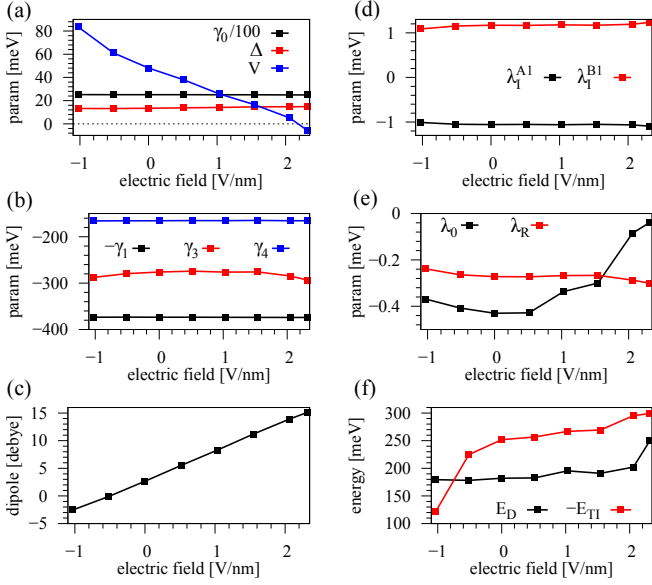 (a)
param [meV]
80
60
40
20
0
γ0/100
Δ
V
−1 0 1 2
electric field [V/nm]
(d)
param [meV]
1
0
−1
λI^A1 λI^B1
−1 0 1 2
electric field [V/nm]
(b)
param [meV]
−200
−300
−400
−γ1 γ3 γ4
−1 0 1 2
electric field [V/nm]
(e)
param [meV]
0
−0.2
−0.4
λ0 λR
−1 0 1 2
electric field [V/nm]
(c)
dipole [debye]
15
10
5
0
−5
−1 0 1 2
electric field [V/nm]
(f)
energy [meV]
300
250
200
150
100
ED −ETI
−1 0 1 2
electric field [V/nm]